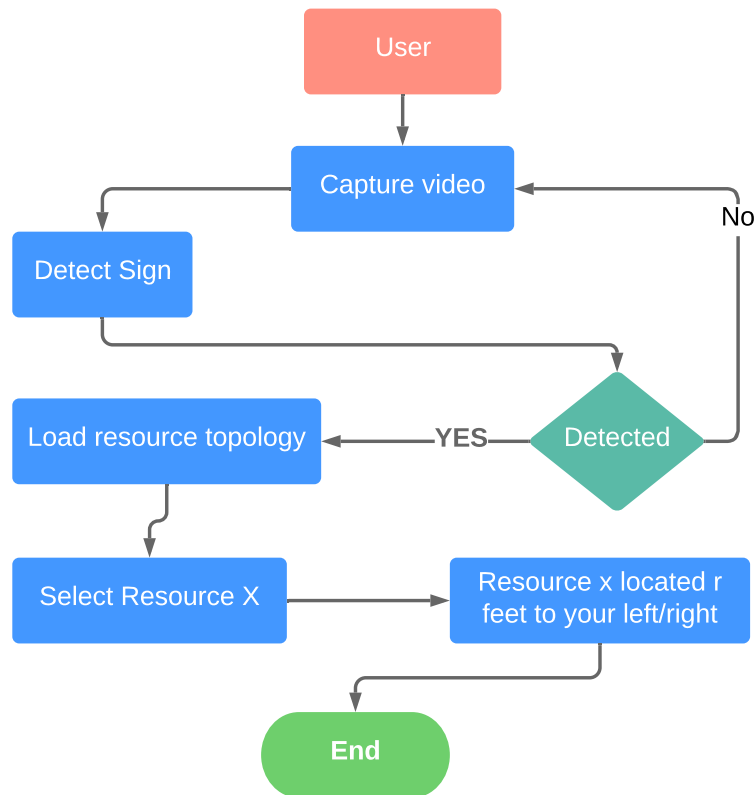 User
Capture video
No
Detect Sign
Load resource topology
YES
Detected
Select Resource X
Resource x located r
feet to your left/right
End